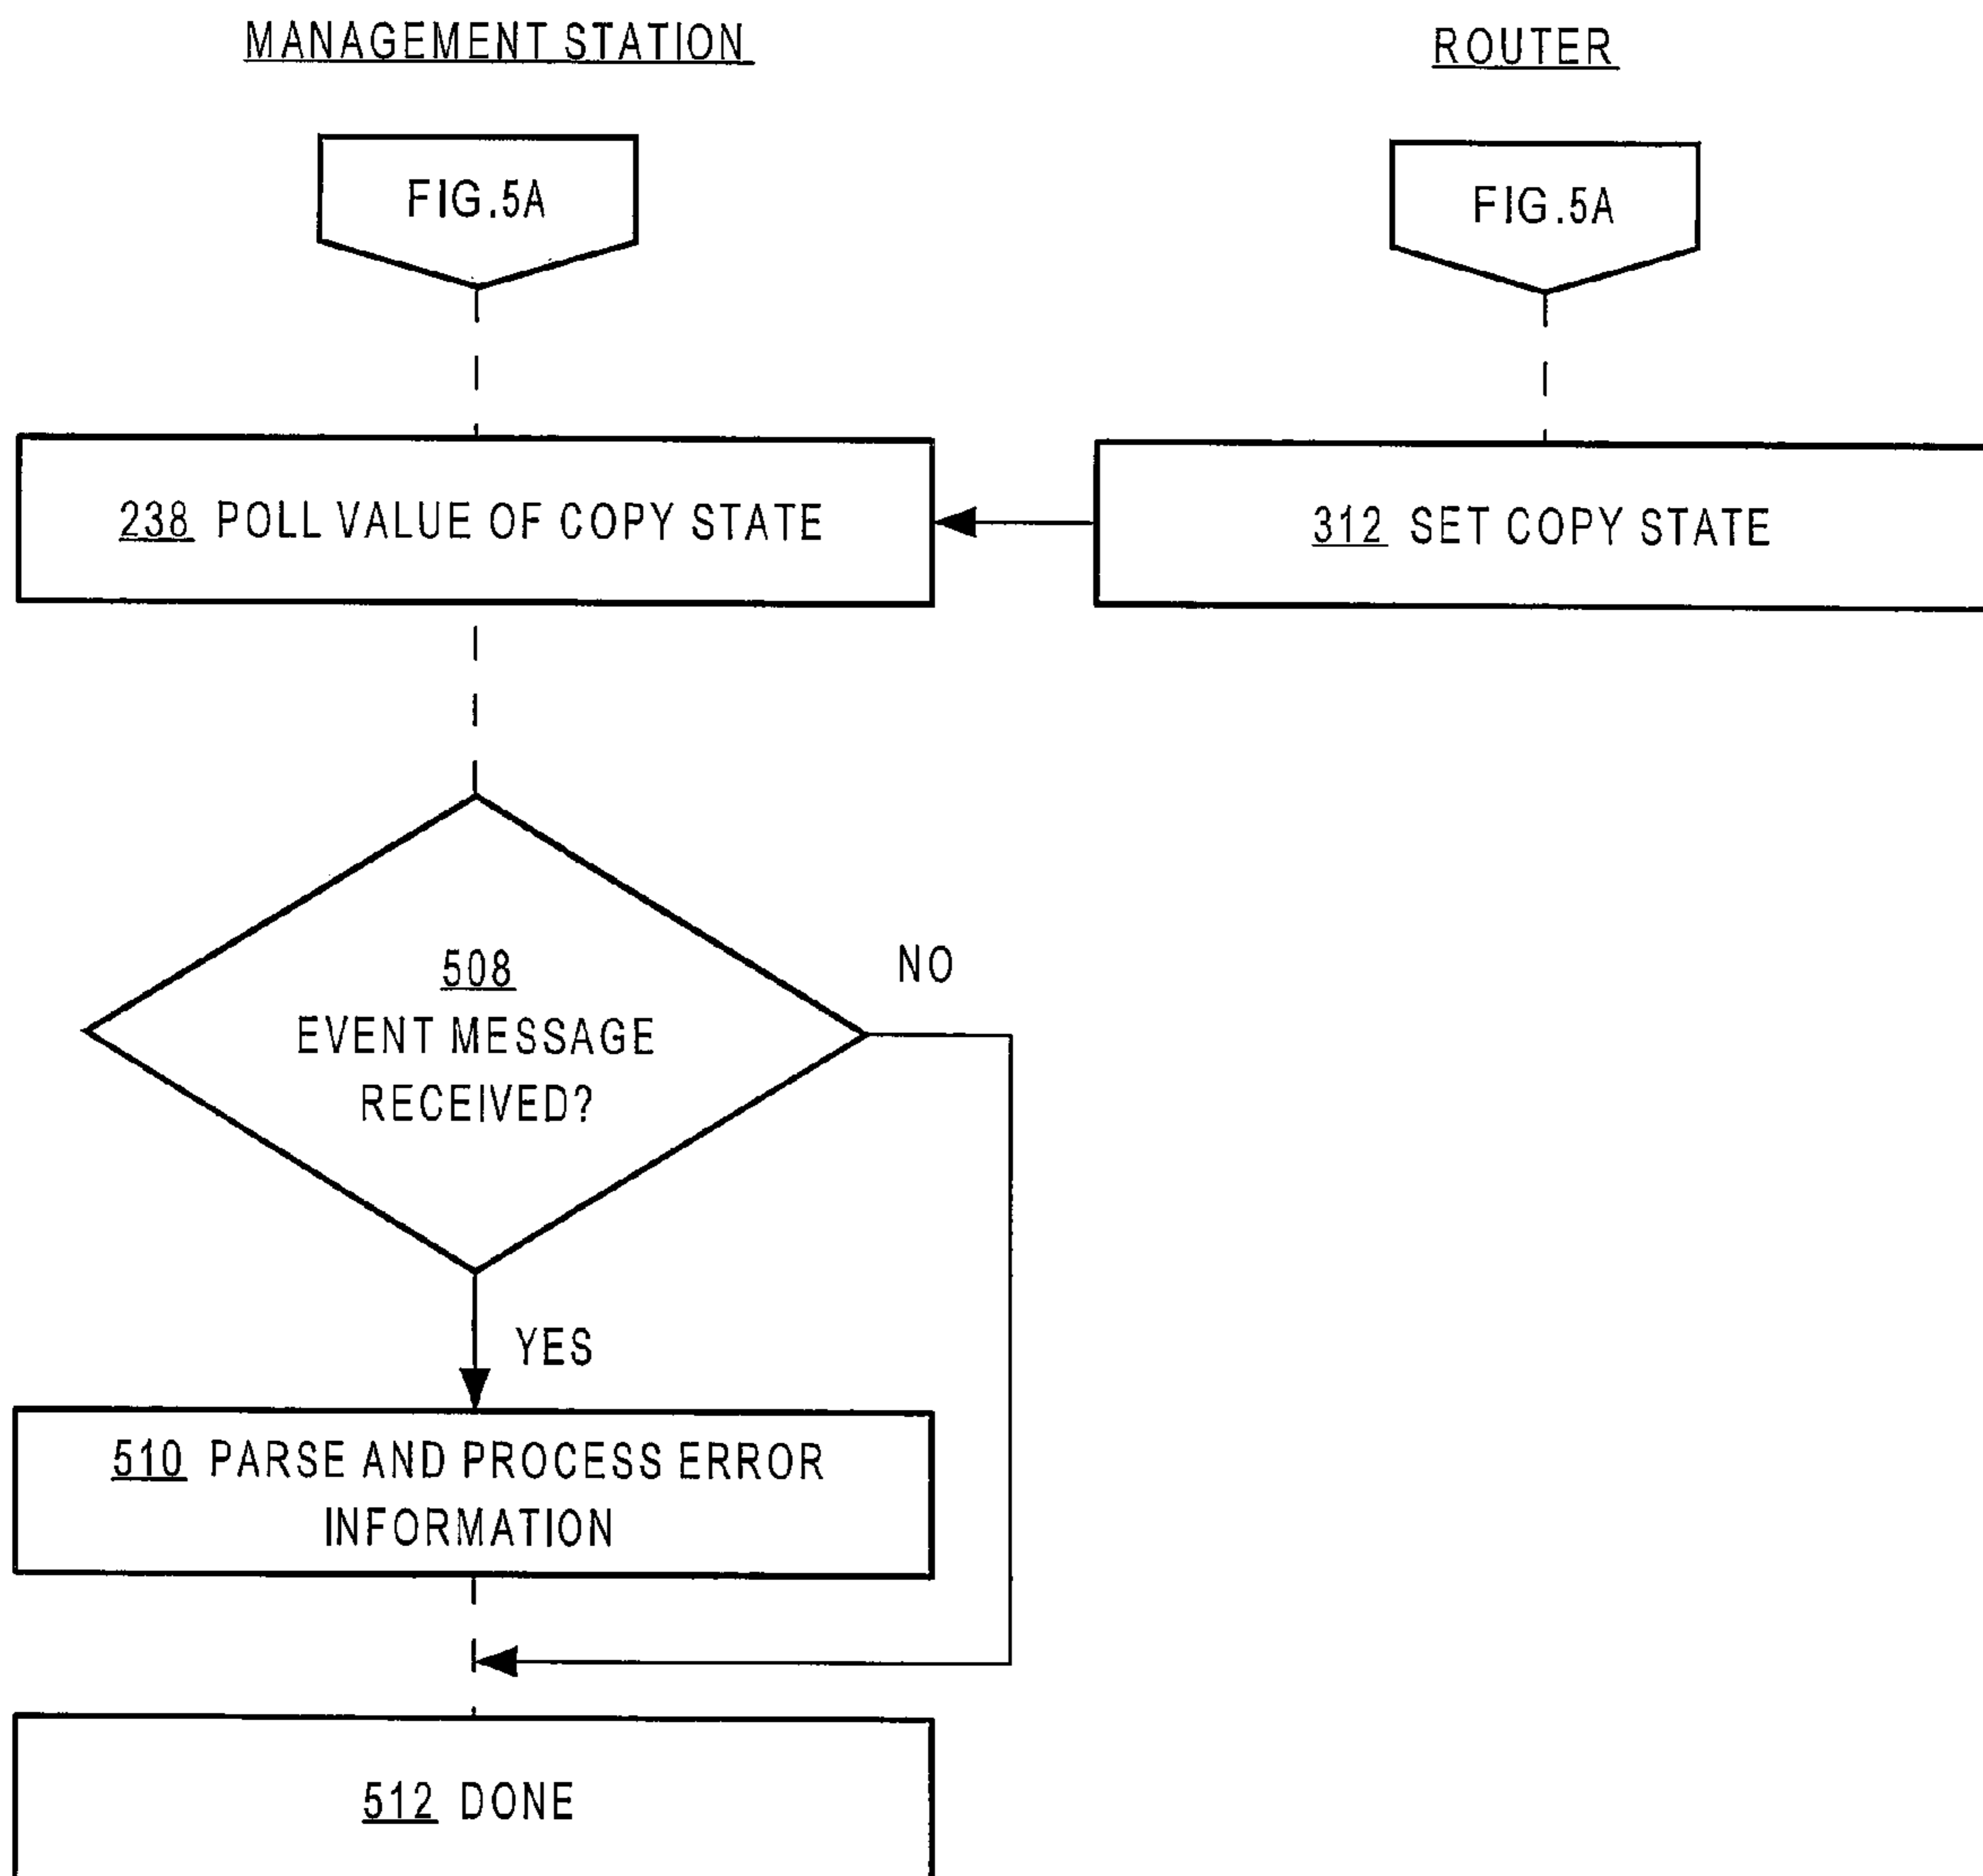 MANAGEMENT STATION
ROUTER
FIG.5A
FIG.5A
238 POLL VALUE OF COPY STATE
312 SET COPY STATE
508
EVENT MESSAGE
RECEIVED?
NO
YES
510 PARSE AND PROCESS ERROR
INFORMATION
512 DONE